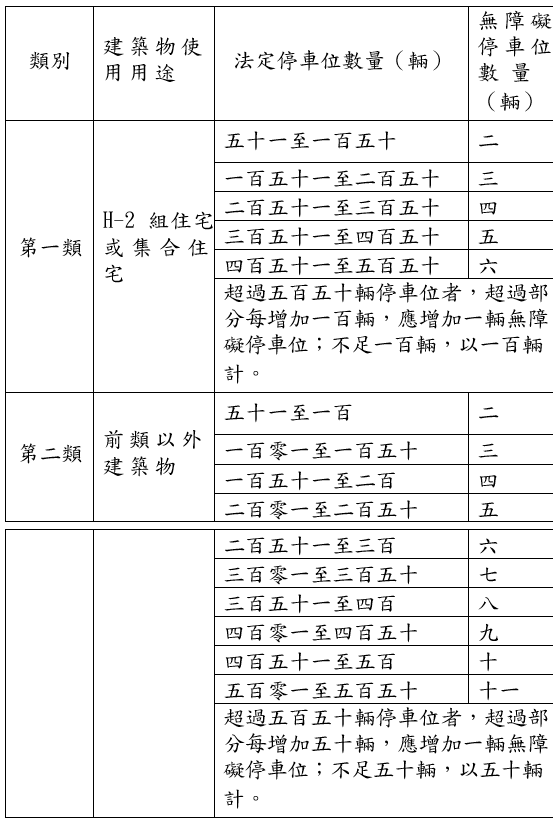 類別
建築物使
用用途
法定停車位數量（輛）
無障礙
停車位
數量
（輛）
第一類
H-2 組住宅
或集合住
宅
五十一至一百五十
二
一百五十一至二百五十
三
二百五十一至三百五十
四
三百五十一至四百五十
五
四百五十一至五百五十
六
超過五百五十輛停車位者，超過部
分每增加一百輛，應增加一輛無障
礙停車位；不足一百輛，以一百輛
計。
第二類
前類以外
建築物
五十一至一百
二
一百零一至一百五十
三
一百五十一至二百
四
二百零一至二百五十
五
二百五十一至三百
六
三百零一至三百五十
七
三百五十一至四百
八
四百零一至四百五十
九
四百五十一至五百
十
五百零一至五百五十
十一
超過五百五十輛停車位者，超過部
分每增加五十輛，應增加一輛無障
礙停車位；不足五十輛，以五十輛
計。